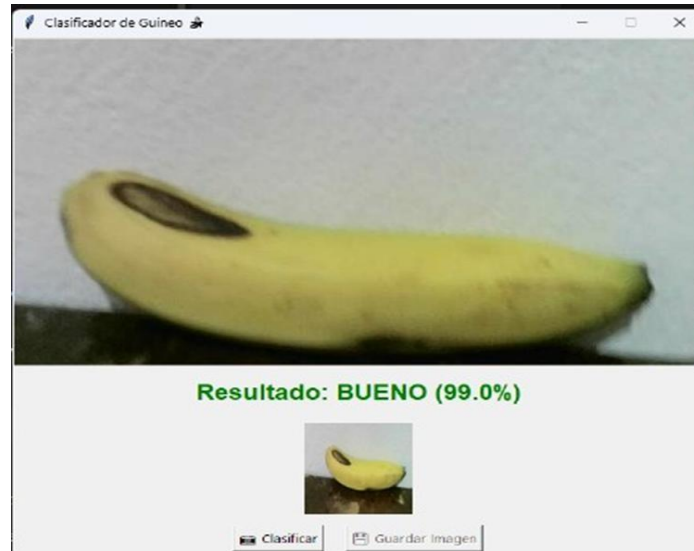 Clasificador de Guineo
Resultado: BUENO (99.0%)
Clasificar
Guardar Imagen